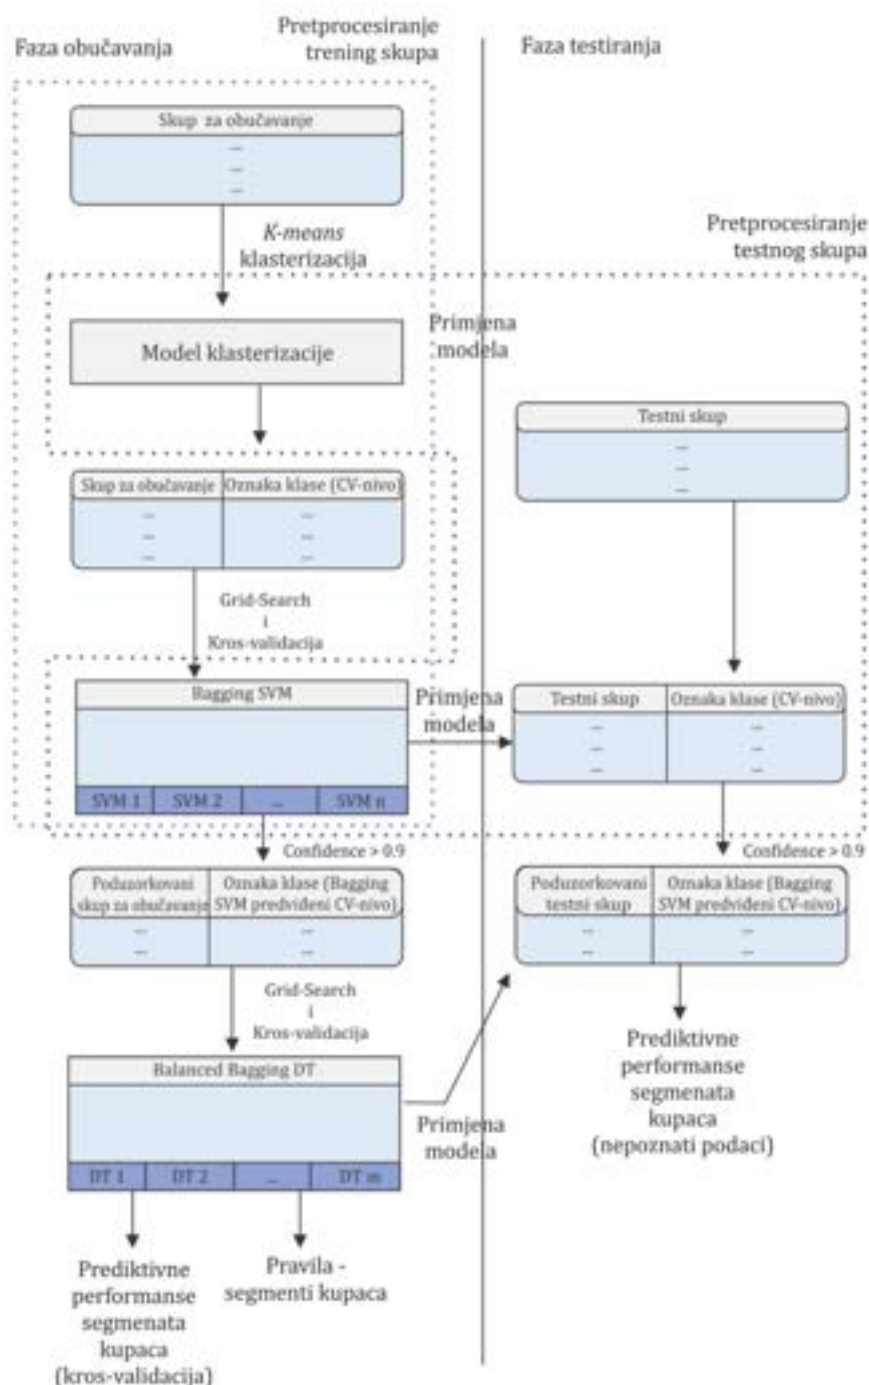 Faza obučavanja
Pretprocesiranje
trening skupa
Faza testiranja
Skup za obučavanje
...
...
...
K-means
klasterizacija
Pretprocesiranje
testnog skupa
Primjena
modela
Model klasterizacije
Testni skup
...
...
...
Skup za obučavanje
Oznaka klase (CV-nivo)
... ...
... ...
... ...
Grid-Search
i
Kros-validacija
Bagging SVM
SVM 1
SVM 2
...
SVM n
Primjena
modela
Testni skup
Oznaka klase (CV-nivo)
... ...
... ...
... ...
Confidence > 0.9
Confidence > 0.9
Poduzorkovani
skup za obučavanje
Oznaka klase (Bagging
SVM predviđeni CV-nivo)
... ...
... ...
Poduzorkovani
testni skup
Oznaka klase (Bagging
SVM predviđeni CV-nivo)
... ...
... ...
Grid-Search
i
Kros-validacija
Balanced Bagging DT
DT 1
DT 2
...
DT m
Primjena
modela
Prediktivne
performanse
segmenata
kupaca
(nepoznati podaci)
Prediktivne
performanse
segmenata
kupaca
(kros-validacija)
Pravila -
segmenti kupaca